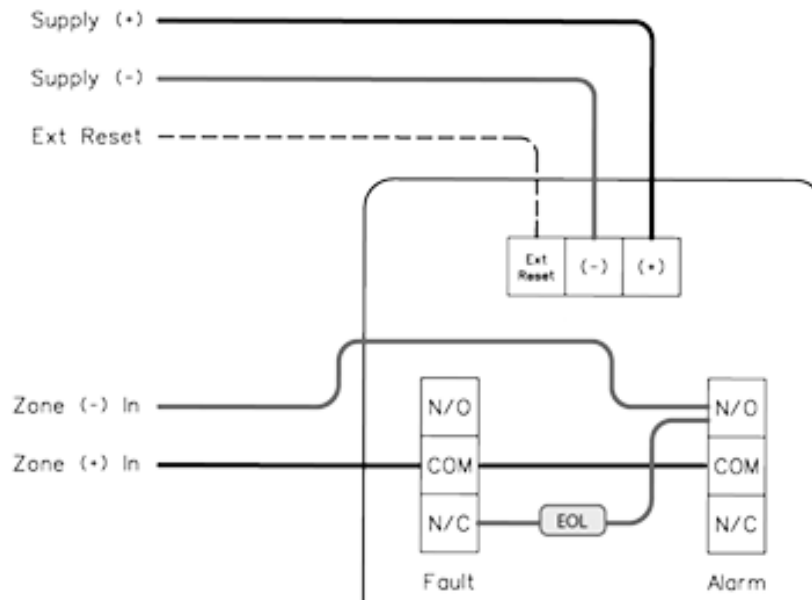 Supply (+)
Supply (-)
Ext Reset
Ext
Reset
(-)
(+)
Zone (-) In
N/O
N/O
Zone (+) In
COM
COM
N/C
EOL
N/C
Fault
Alarm